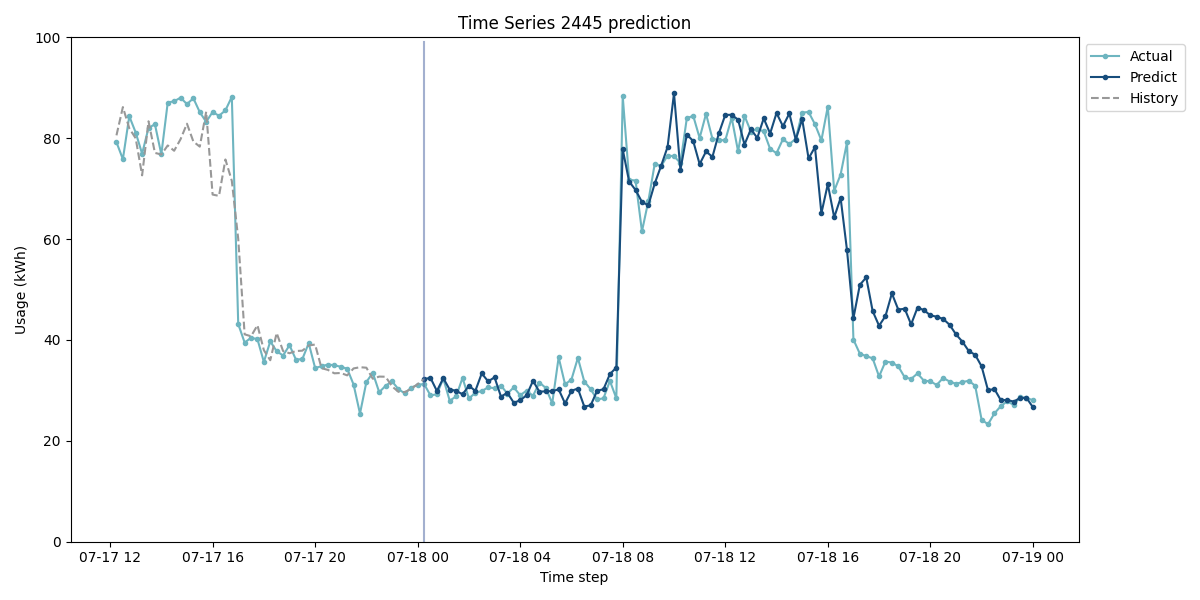 Time Series 2445 prediction
Actual
Predict
History
Usage (kWh)
100
80
60
40
20
0
07-17 12
07-17 16
07-17 20
07-18 00
07-18 04
07-18 08
07-18 12
07-18 16
07-18 20
07-19 00
Time step